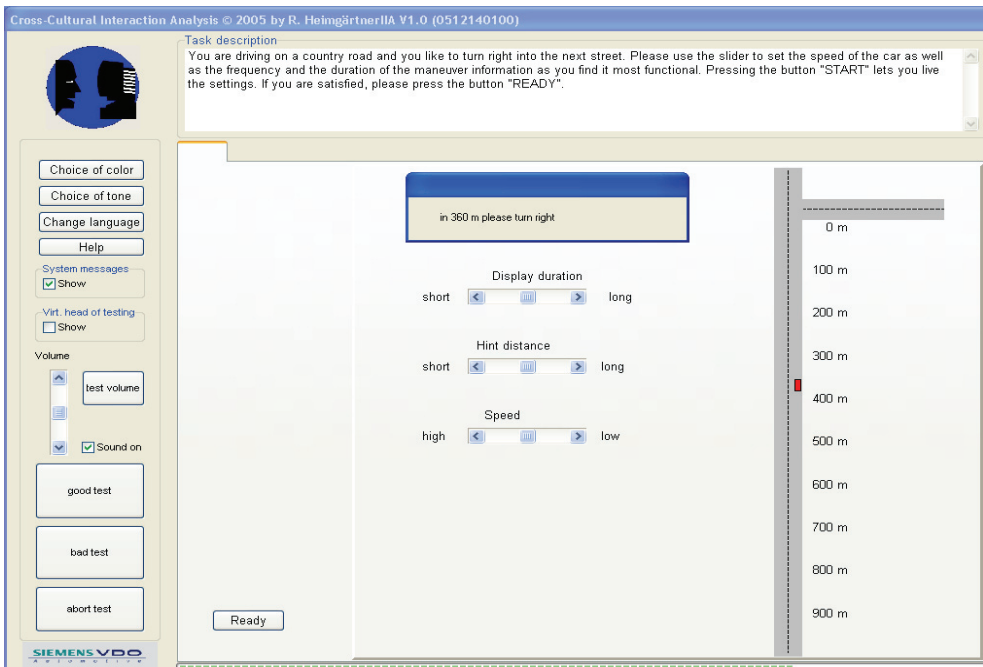 Cross-Cultural Interaction Analysis © 2005 by R. HeimgärtnerIIA V1.0 (0512140100)
Task description
You are driving on a country road and you like to turn right into the next street. Please use the slider to set the speed of the car as well
as the frequency and the duration of the maneuver information as you find it most functional. Pressing the button "START" lets you live
the settings. If you are satisfied, please press the button "READY".
Choice of color
Choice of tone
Change language
Help
System messages
Show
Virt. head of testing
Show
Volume
test volume
Sound on
good test
bad test
abort test
SIEMENS VDO
Automotive
in 360 m please turn right
Display duration
short
long
Hint distance
short
long
Speed
high
low
Ready
0 m
100 m
200 m
300 m
400 m
500 m
600 m
700 m
800 m
900 m